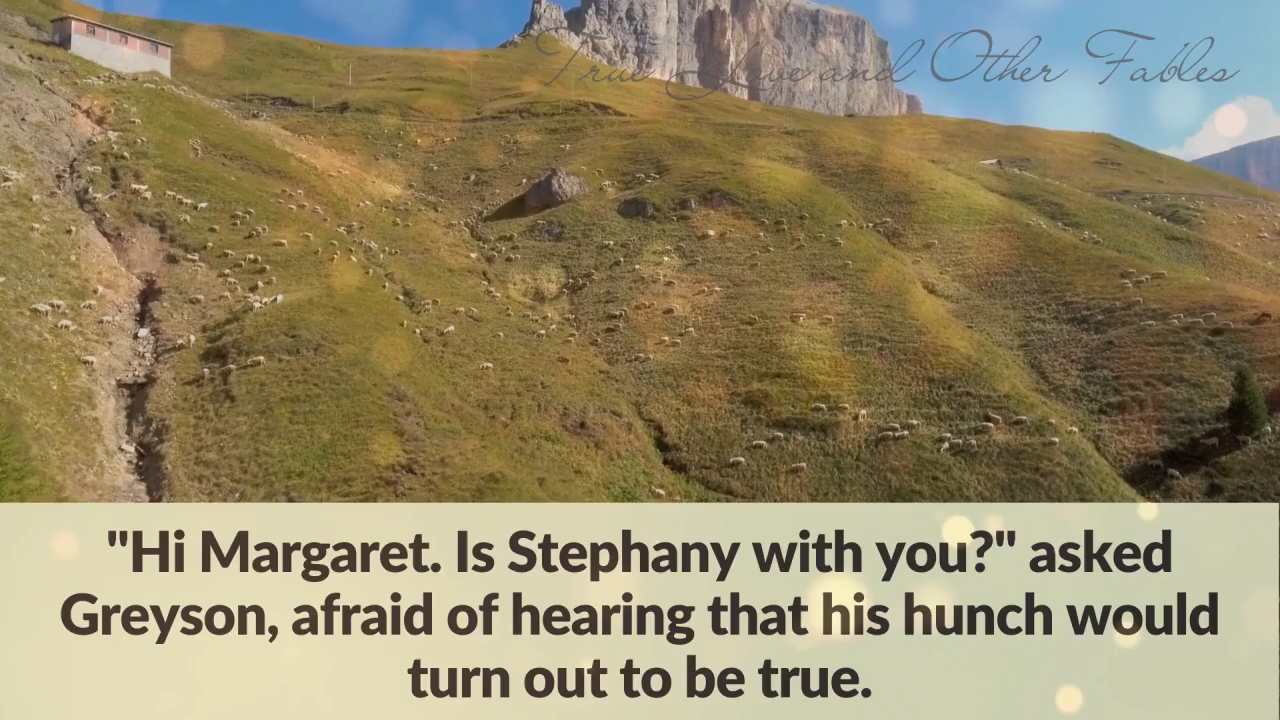 True Love and Other Fables
"Hi Margaret. Is Stephany with you?" asked
Greyson, afraid of hearing that his hunch would
turn out to be true.